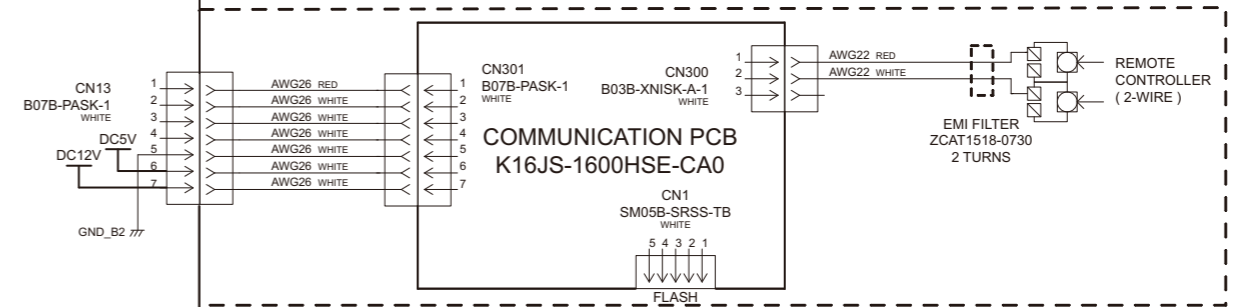 CN13
B07B-PASK-1
WHITE
DC5V
DC12V
GND_B2
1
2
3
4
5
6
7
AWG26 RED
AWG26 WHITE
AWG26 WHITE
AWG26 WHITE
AWG26 WHITE
AWG26 WHITE
AWG26 WHITE
1
2
3
4
5
6
7
CN301
B07B-PASK-1
WHITE
COMMUNICATION PCB
K16JS-1600HSE-CA0
CN1
SM05B-SRSS-TB
WHITE
5 4 3 2 1
FLASH
CN300
B03B-XNISK-A-1
WHITE
1
2
3
AWG22 RED
AWG22 WHITE
EMI FILTER
ZCAT1518-0730
2 TURNS
REMOTE
CONTROLLER
( 2-WIRE )